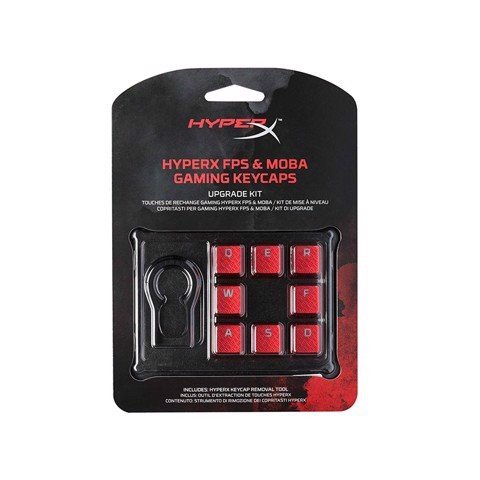 HYPERX™
HYPERX FPS & MOBA
GAMING KEYCAPS
UPGRADE KIT
TOUCHES DE RECHANGE GAMING HYPERX FPS & MOBA / KIT DE MISE À NIVEAU
COPRITASTI PER GAMING HYPERX FPS & MOBA / KIT DI UPGRADE
Q E R
W F
A S D
INCLUDES: HYPERX KEYCAP REMOVAL TOOL
INCLUS: OUTIL D'EXTRACTION DE TOUCHES HYPERX
CONTENUTO: STRUMENTO DI RIMOZIONE DEI COPRITASTI HYPERX